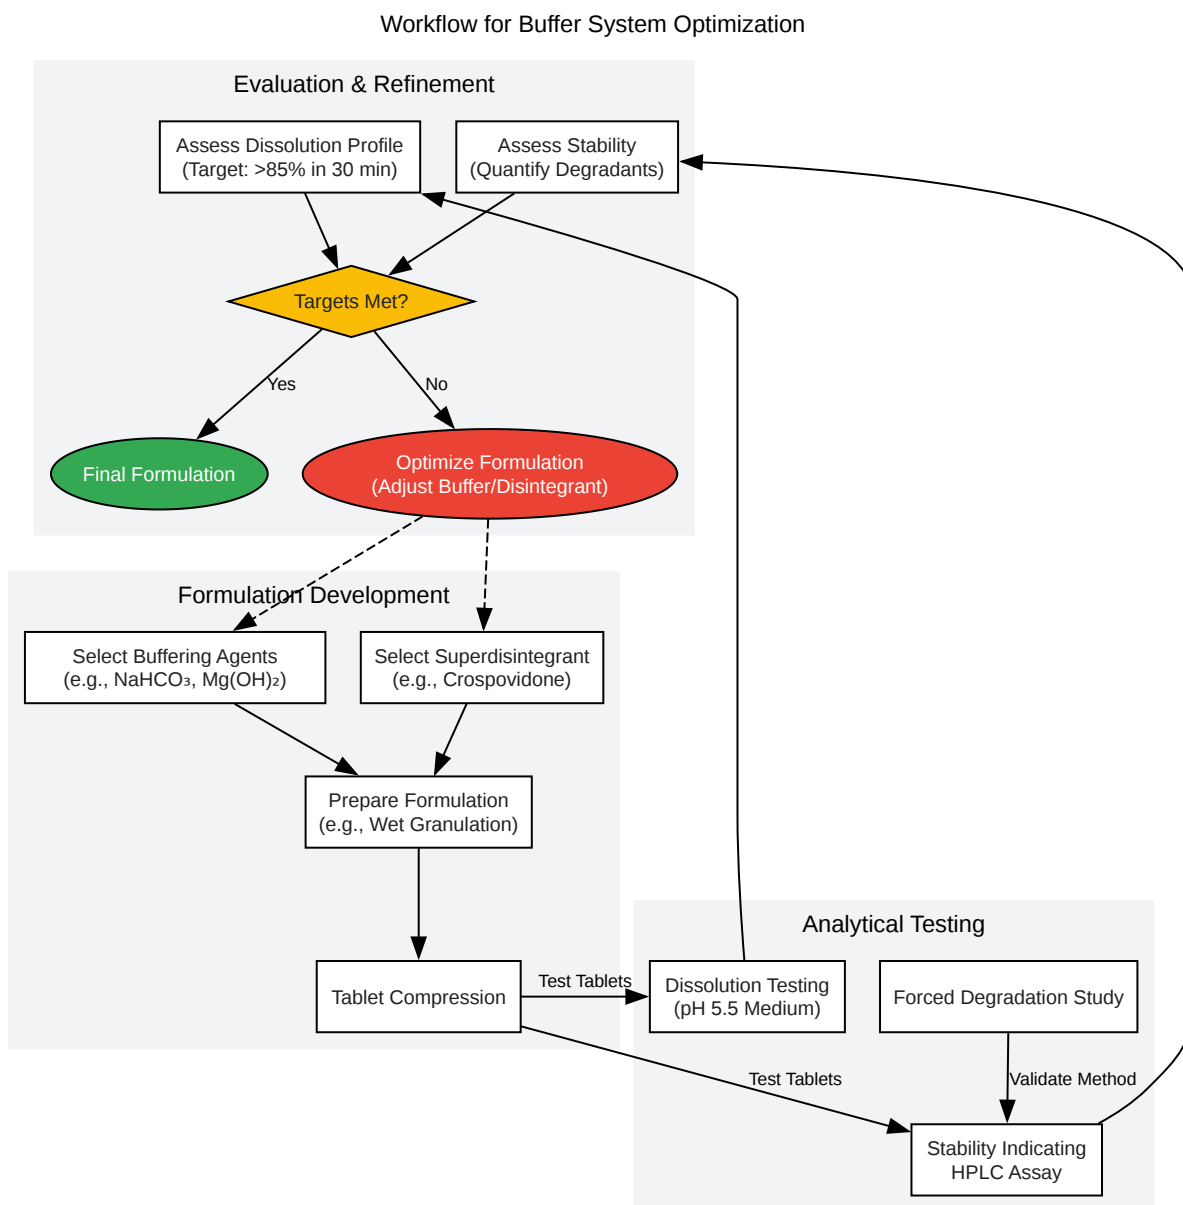 Workflow for Buffer System Optimization
Evaluation & Refinement
Assess Dissolution Profile
(Target: >85% in 30 min)
Assess Stability
(Quantify Degradants)
Targets Met?
Yes
No
Final Formulation
Optimize Formulation
(Adjust Buffer/Disintegrant)
Formulation Development
Select Buffering Agents
(e.g., NaHCO₃, Mg(OH)₂)
Select Superdisintegrant
(e.g., Crospovidone)
Prepare Formulation
(e.g., Wet Granulation)
Tablet Compression
Test Tablets
Analytical Testing
Dissolution Testing
(pH 5.5 Medium)
Forced Degradation Study
Test Tablets
Validate Method
Stability Indicating
HPLC Assay